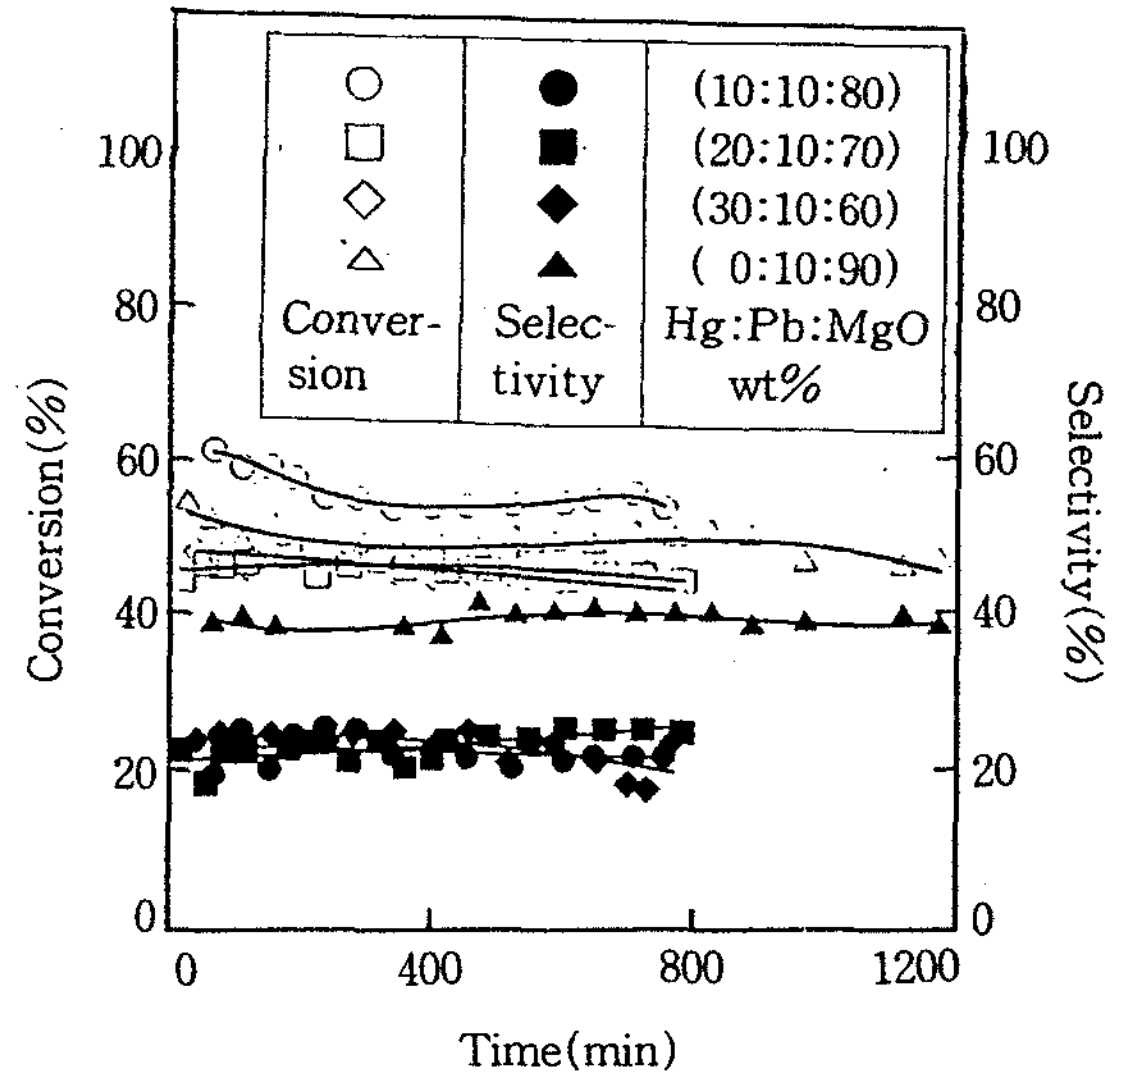 (10:10:80)
(20:10:70)
(30:10:60)
( 0:10:90)
Conver-
sion
Selec-
tivity
Hg:Pb:MgO
wt%
100
80
60
40
20
0
Conversion(%)
100
80
60
40
20
0
Selectivity(%)
0 400 800 1200
Time(min)